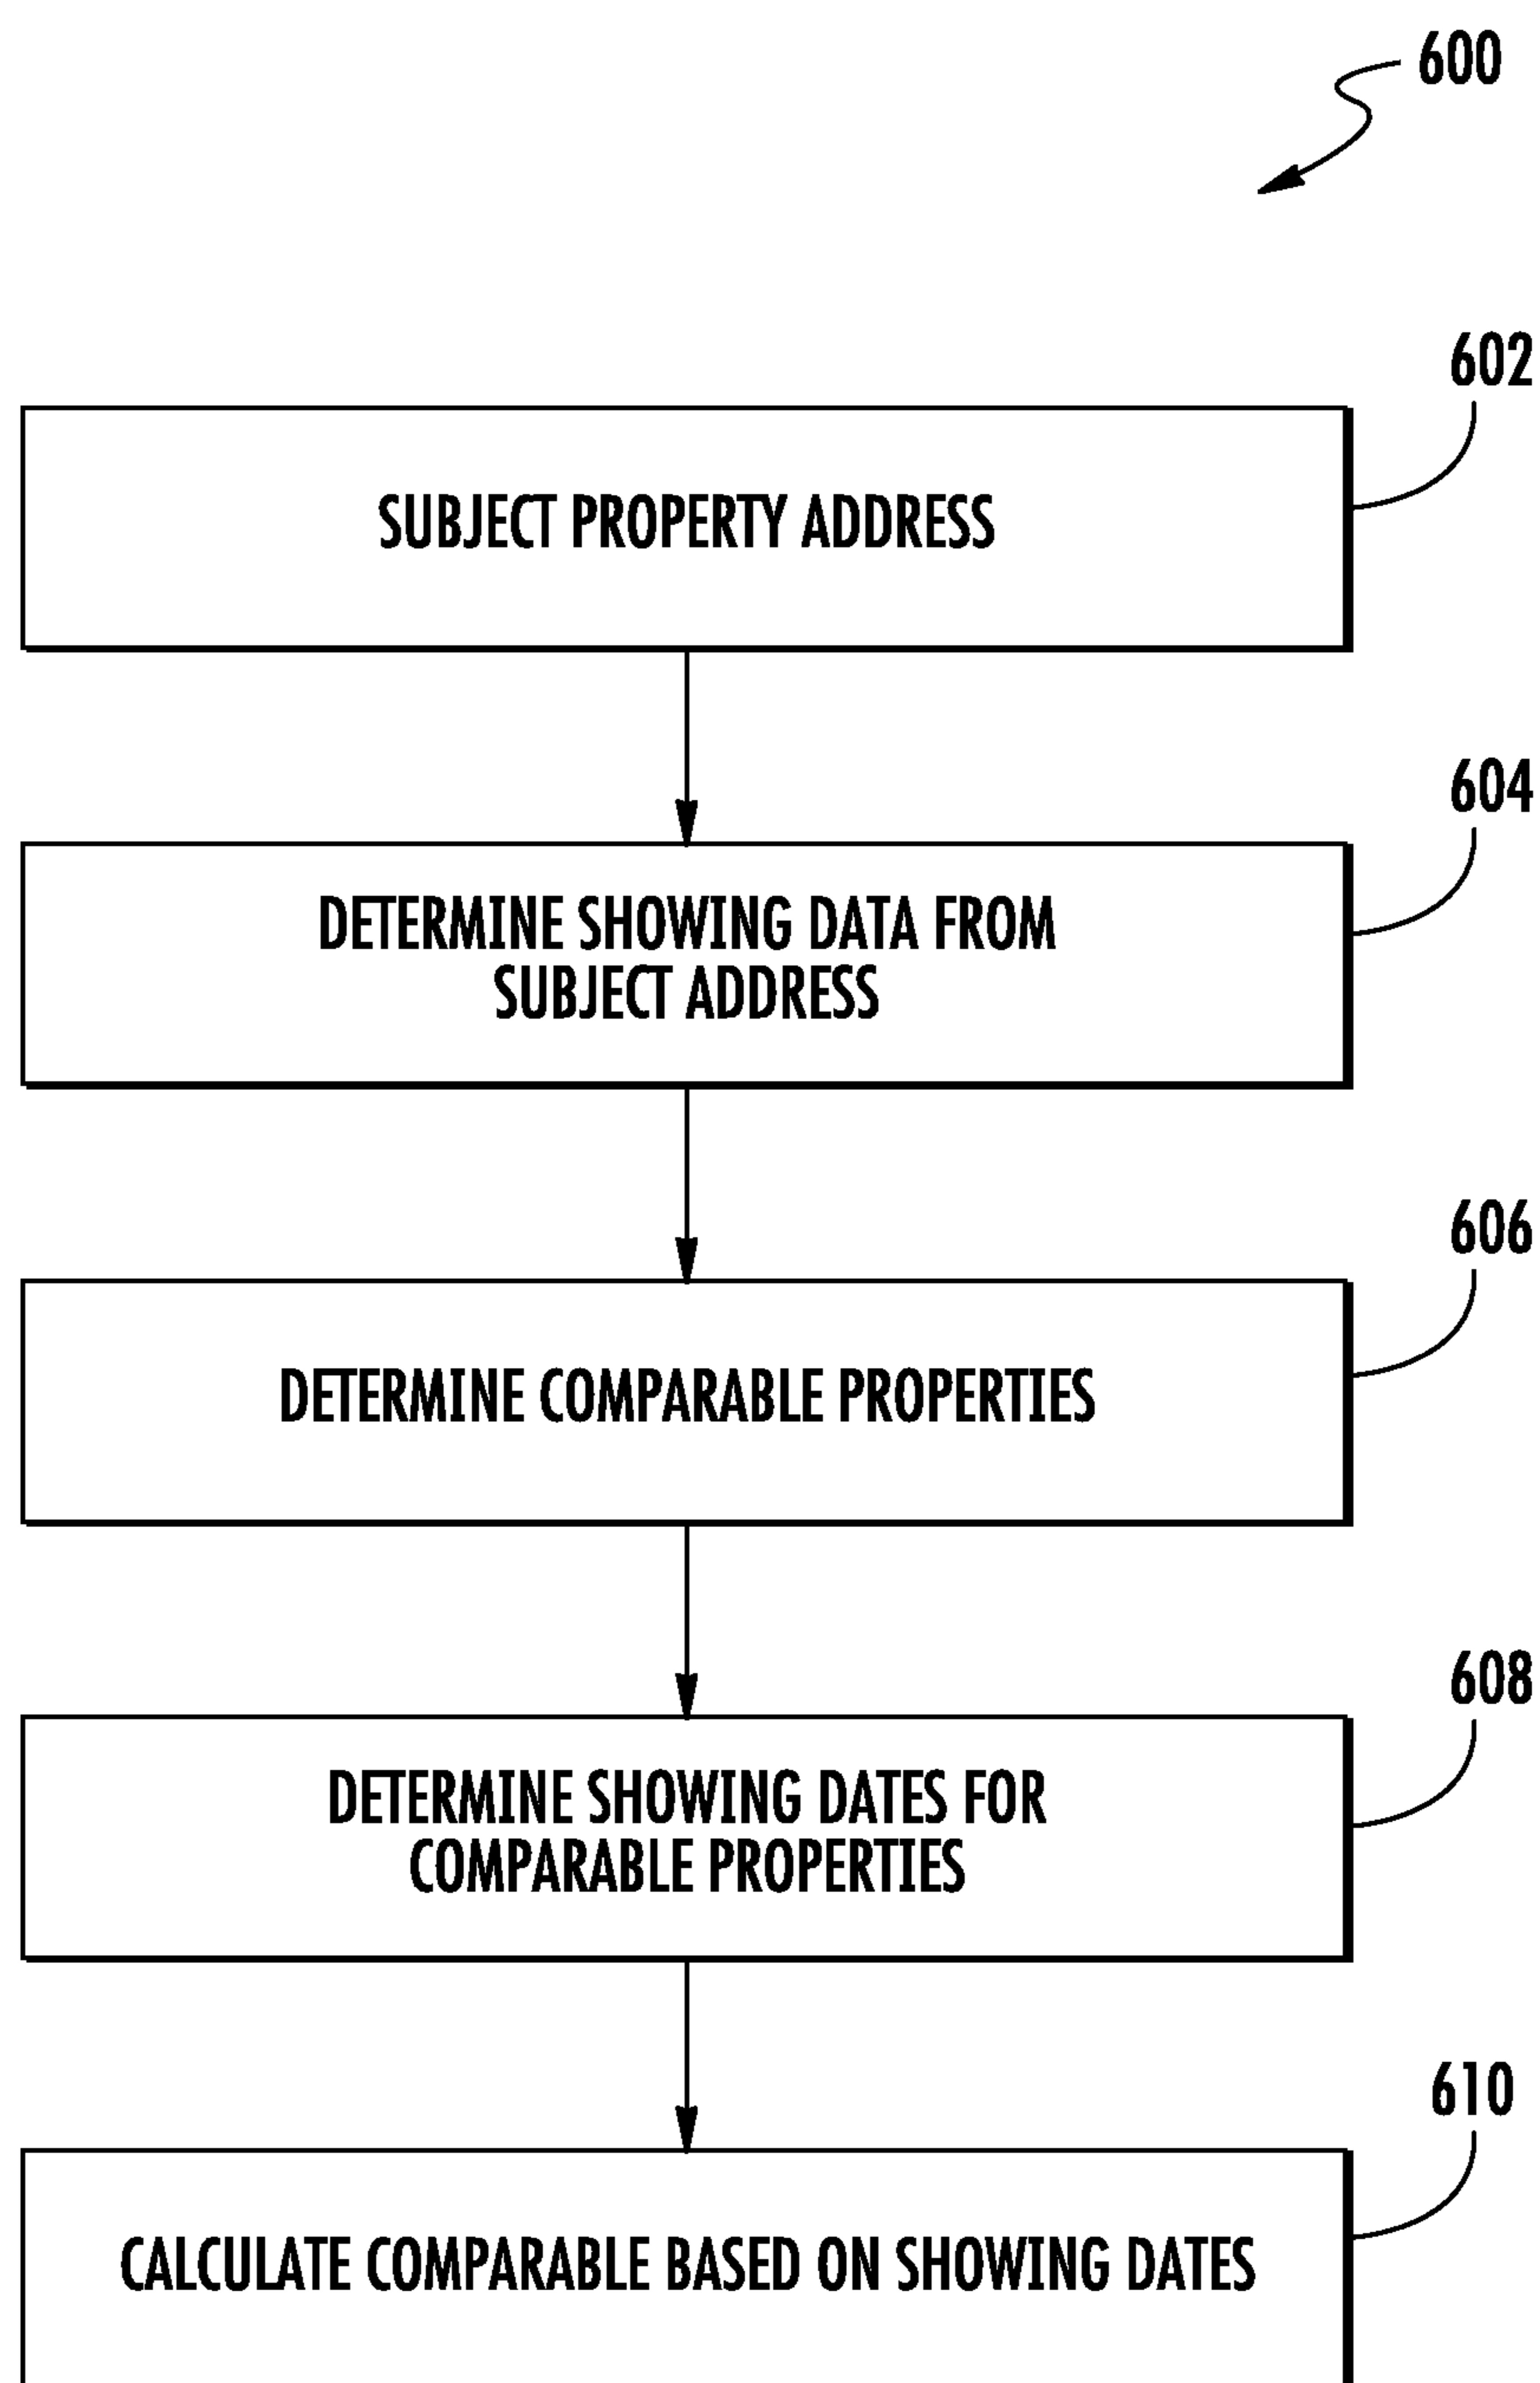 600
602
SUBJECT PROPERTY ADDRESS
604
DETERMINE SHOWING DATA FROM
SUBJECT ADDRESS
606
DETERMINE COMPARABLE PROPERTIES
608
DETERMINE SHOWING DATES FOR
COMPARABLE PROPERTIES
610
CALCULATE COMPARABLE BASED ON SHOWING DATES